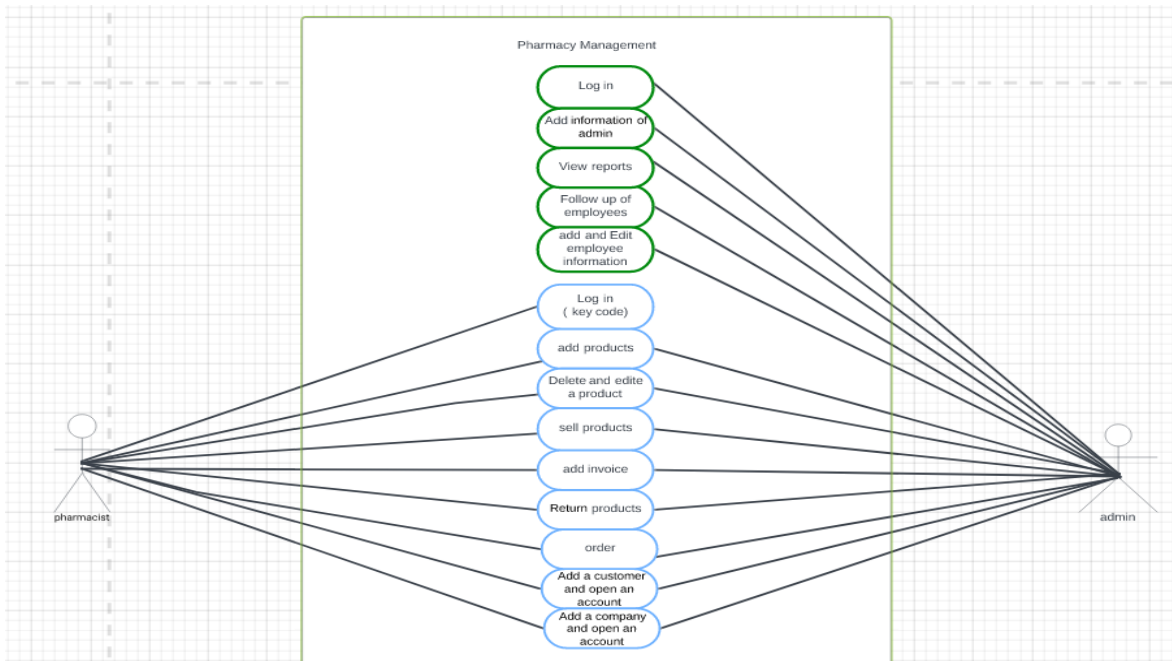 Pharmacy Management
Log in
Add information of
admin
View reports
Follow up of
employees
add and Edit
employee
information
Log in
( key code)
add products
Delete and edite
a product
sell products
add invoice
Return products
order
Add a customer
and open an
account
Add a company
and open an
account
pharmacist
admin